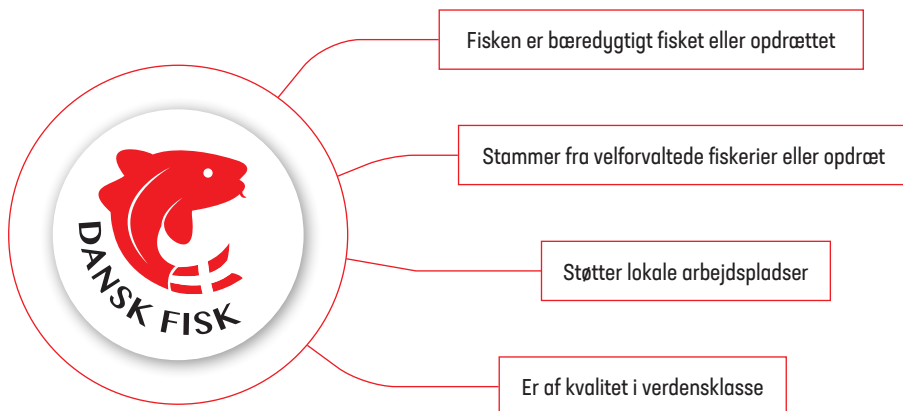 Fisken er bæredygtigt fisket eller opdrættet
Stammer fra velforvaltede fiskerier eller opdræt
DANSK FISK
Støtter lokale arbejdspladser
Er af kvalitet i verdensklasse